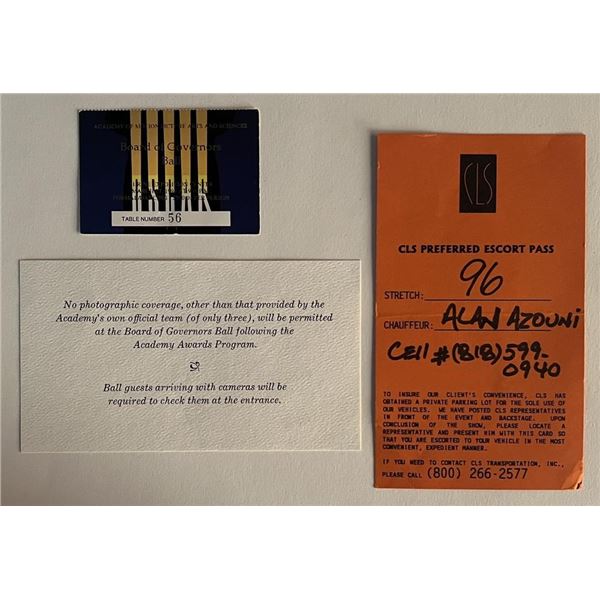 ACADEMY OF MOTION PICTURE ARTS AND SCIENCES
Board of Governors
Ball
TABLE NUMBER 56
No photographic coverage, other than that provided by the
Academy's own official team (of only three), will be permitted
at the Board of Governors Ball following the
Academy Awards Program.
Ball guests arriving with cameras will be
required to check them at the entrance.
CLS
CLS PREFERRED ESCORT PASS
STRETCH: 96
CHAUFFEUR: ALAN AZOUNI
Cell #(818)599-
0940
TO INSURE OUR CLIENT'S CONVENIENCE, CLS HAS
OBTAINED A PRIVATE PARKING LOT FOR THE SOLE USE OF
OUR VEHICLES. WE HAVE POSTED CLS REPRESENTATIVES
IN FRONT OF THE EVENT AND BACKSTAGE. UPON
CONCLUSION OF THE SHOW, PLEASE LOCATE A
REPRESENTATIVE AND PRESENT HIM WITH THIS CARD SO
THAT YOU ARE ESCORTED TO YOUR VEHICLE IN THE MOST
CONVENIENT, EXPEDIENT MANNER.
IF YOU NEED TO CONTACT CLS TRANSPORTATION, INC.,
PLEASE CALL (800) 266-2577